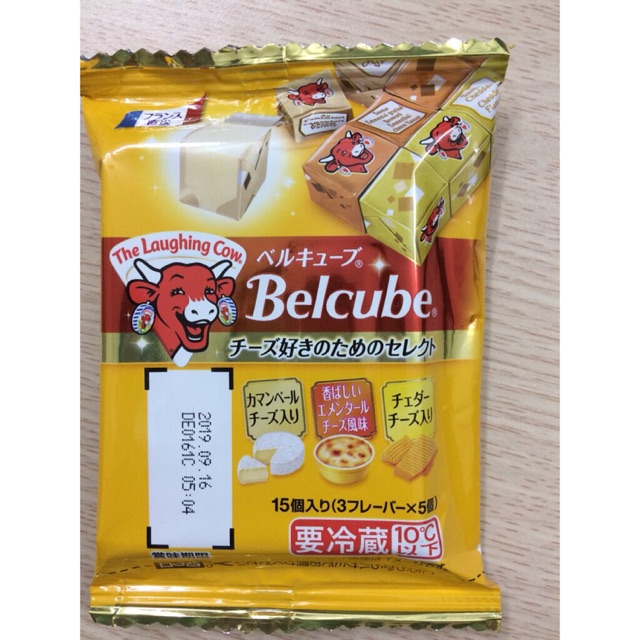 フランス
The Laughing Cow®
ベルキューブ®
Belcube®
チーズ好きのためのセレクト
カマンベール
チーズ入り
香ばしい
エメンタール
チーズ風味
チェダー
チーズ入り
2019.09.16
DE0161C 05:04
15個入り(3フレーバー×5個)
要冷蔵 10℃以下
賞味期限